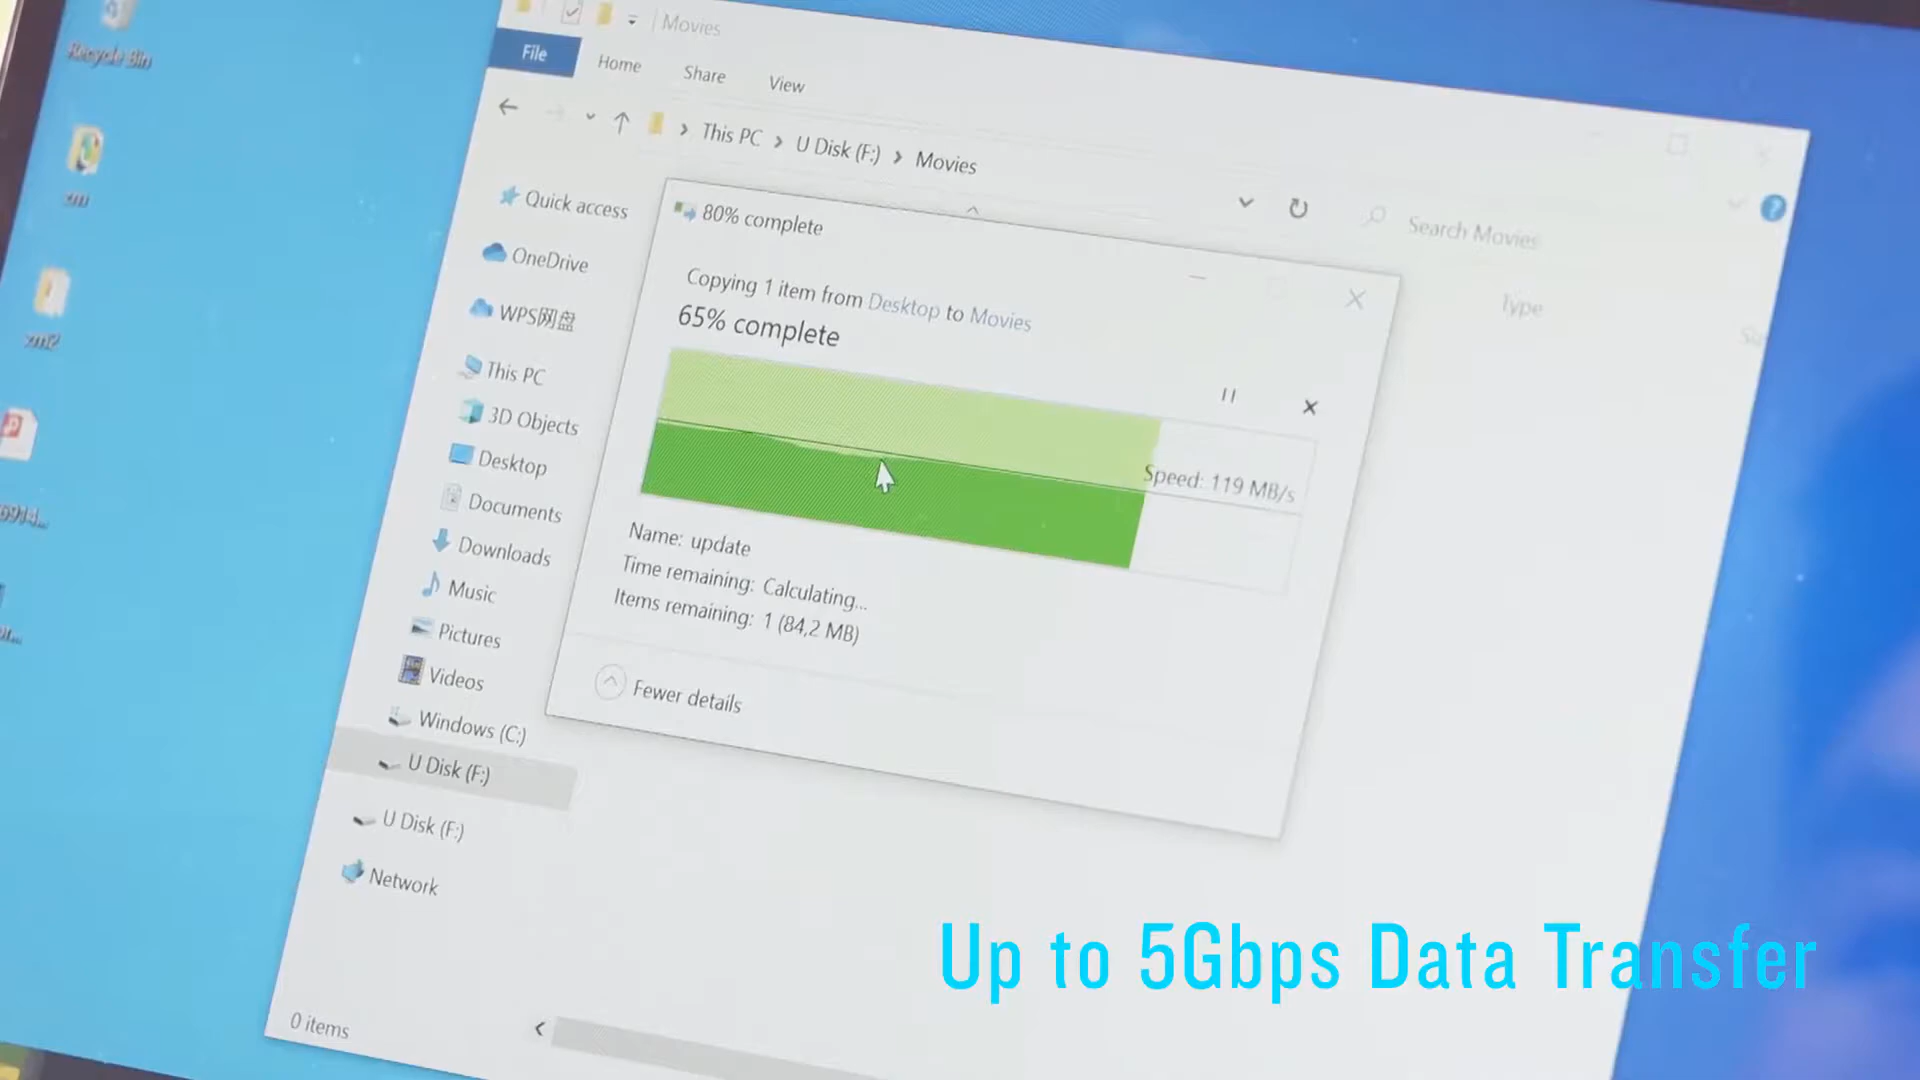 Recycle Bin
Movies
File
Home
Share
View
This PC
U Disk (F:)
Movies
Search Movies
Quick access
OneDrive
WPS网盘
This PC
3D Objects
Desktop
Documents
Downloads
Music
Pictures
Videos
Windows (C:)
U Disk (F:)
U Disk (F:)
Network
0 items
Type
80% complete
Copying 1 item from Desktop to Movies
65% complete
Speed: 119 MB/s
Name: update
Time remaining: Calculating...
Items remaining: 1 (84,2 MB)
Fewer details
Up to 5Gbps Data Transfer